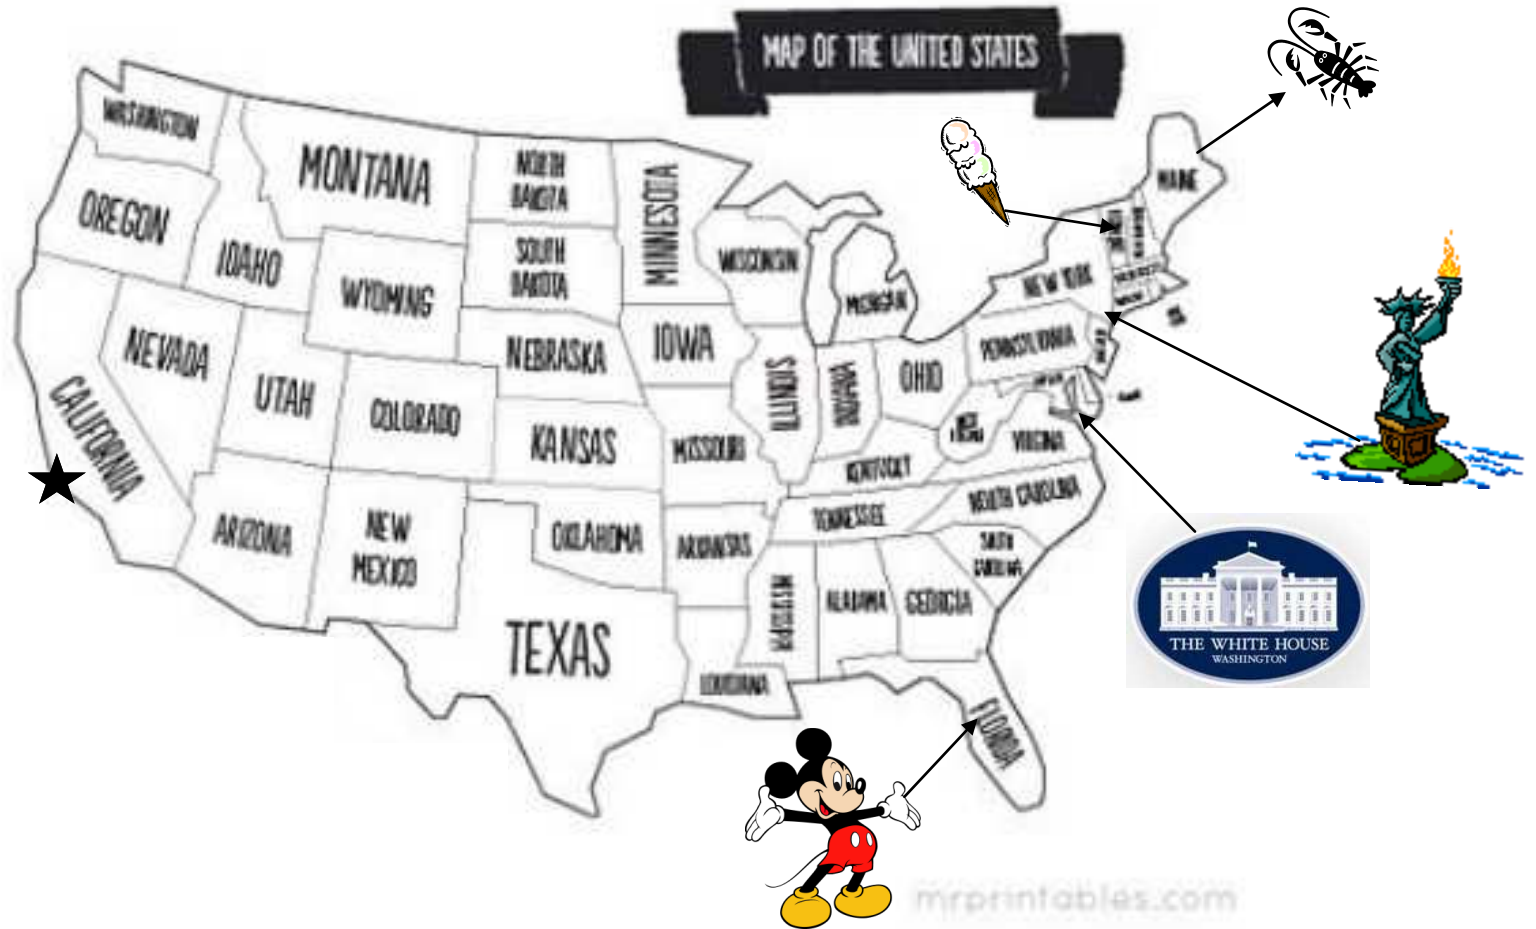 MAP OF THE UNITED STATES
WASHINGTON
MONTANA
NORTH
DAKOTA
MINNESOTA
MAINE
OREGON
IDAHO
SOUTH
DAKOTA
WISCONSIN
WYOMING
MICHIGAN
NEW YORK
NEVADA
NEBRASKA
IOWA
PENNSYLVANIA
UTAH
COLORADO
ILLINOIS
INDIANA
OHIO
CALIFORNIA
KANSAS
MISSOURI
WEST
VIRGINIA
VIRGINIA
KENTUCKY
ARIZONA
NEW
MEXICO
OKLAHOMA
ARKANSAS
TENNESSEE
NORTH CAROLINA
SOUTH
CAROLINA
TEXAS
MISSISSIPPI
ALABAMA
GEORGIA
LOUISIANA
FLORIDA
THE WHITE HOUSE
WASHINGTON
mrprintables.com